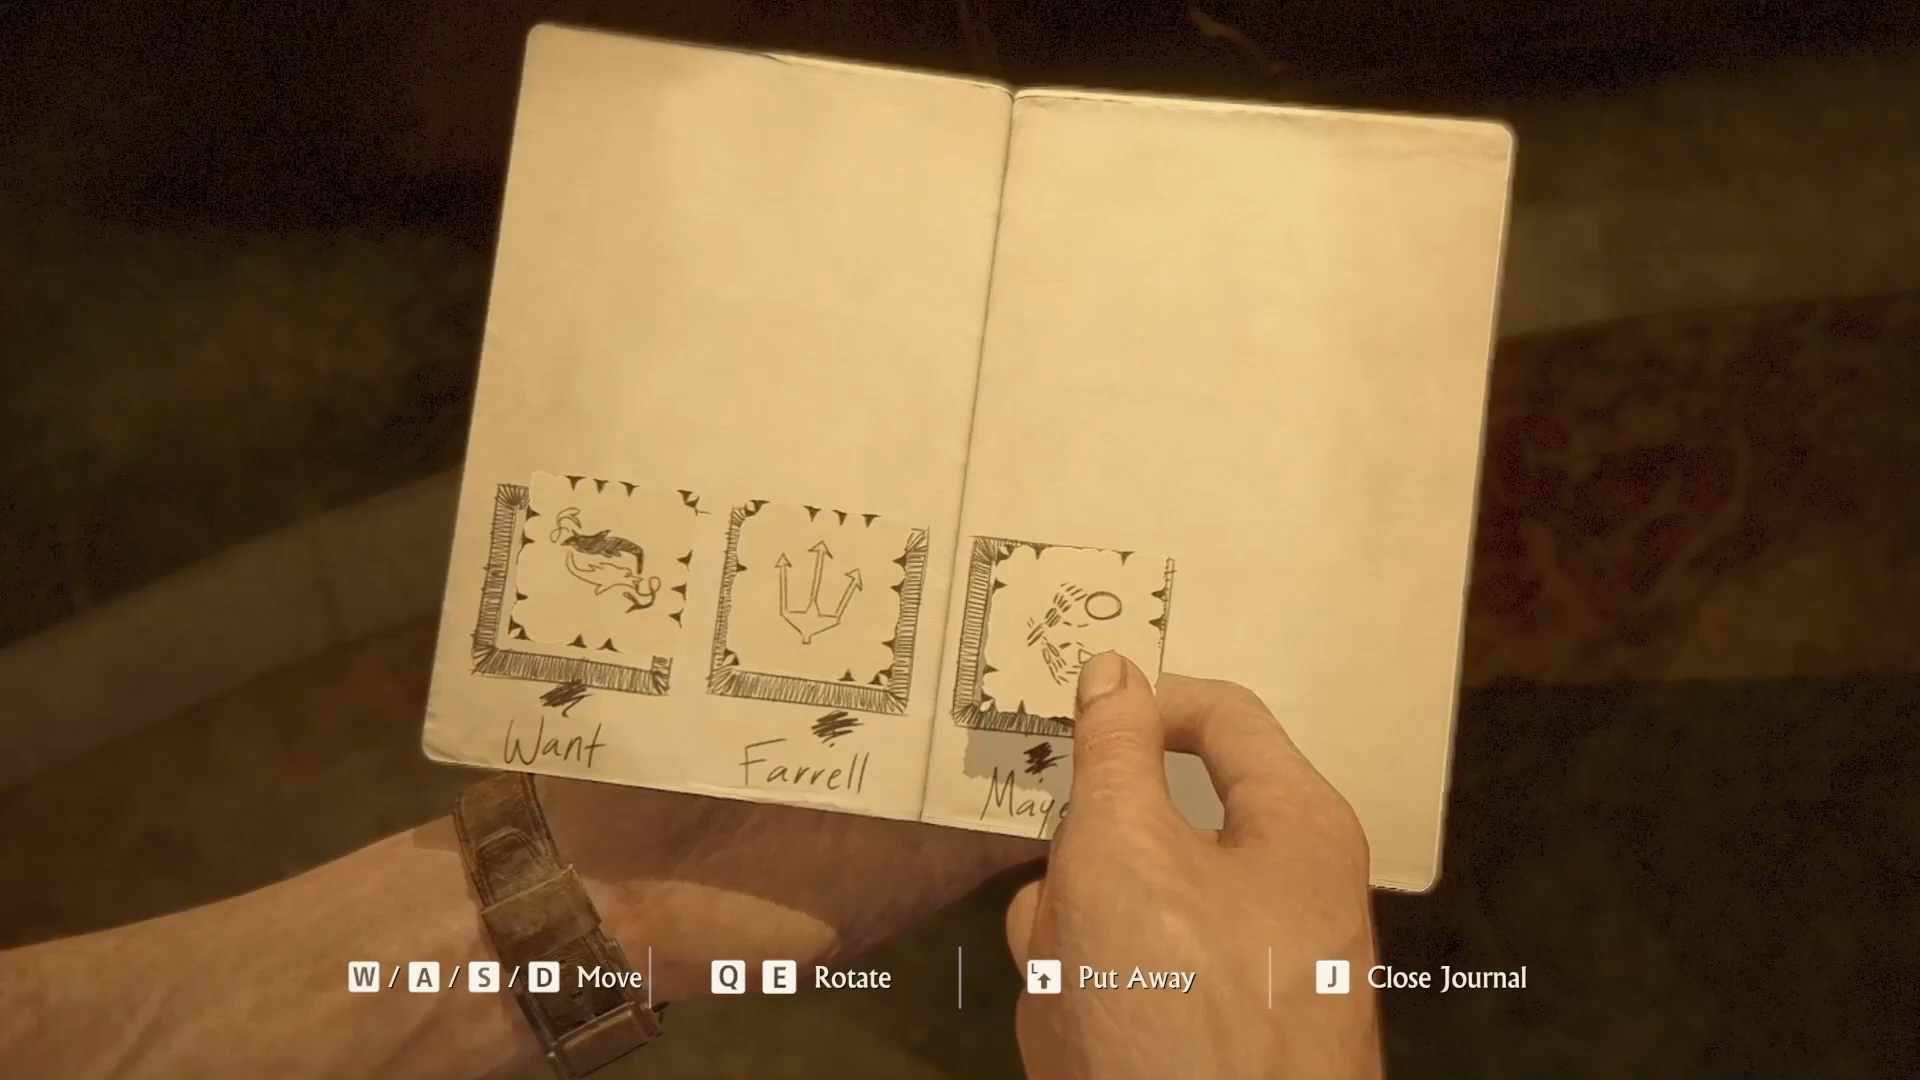 Want
Farrell
W / A / S / D Move
Q E Rotate
L Put Away
J Close Journal